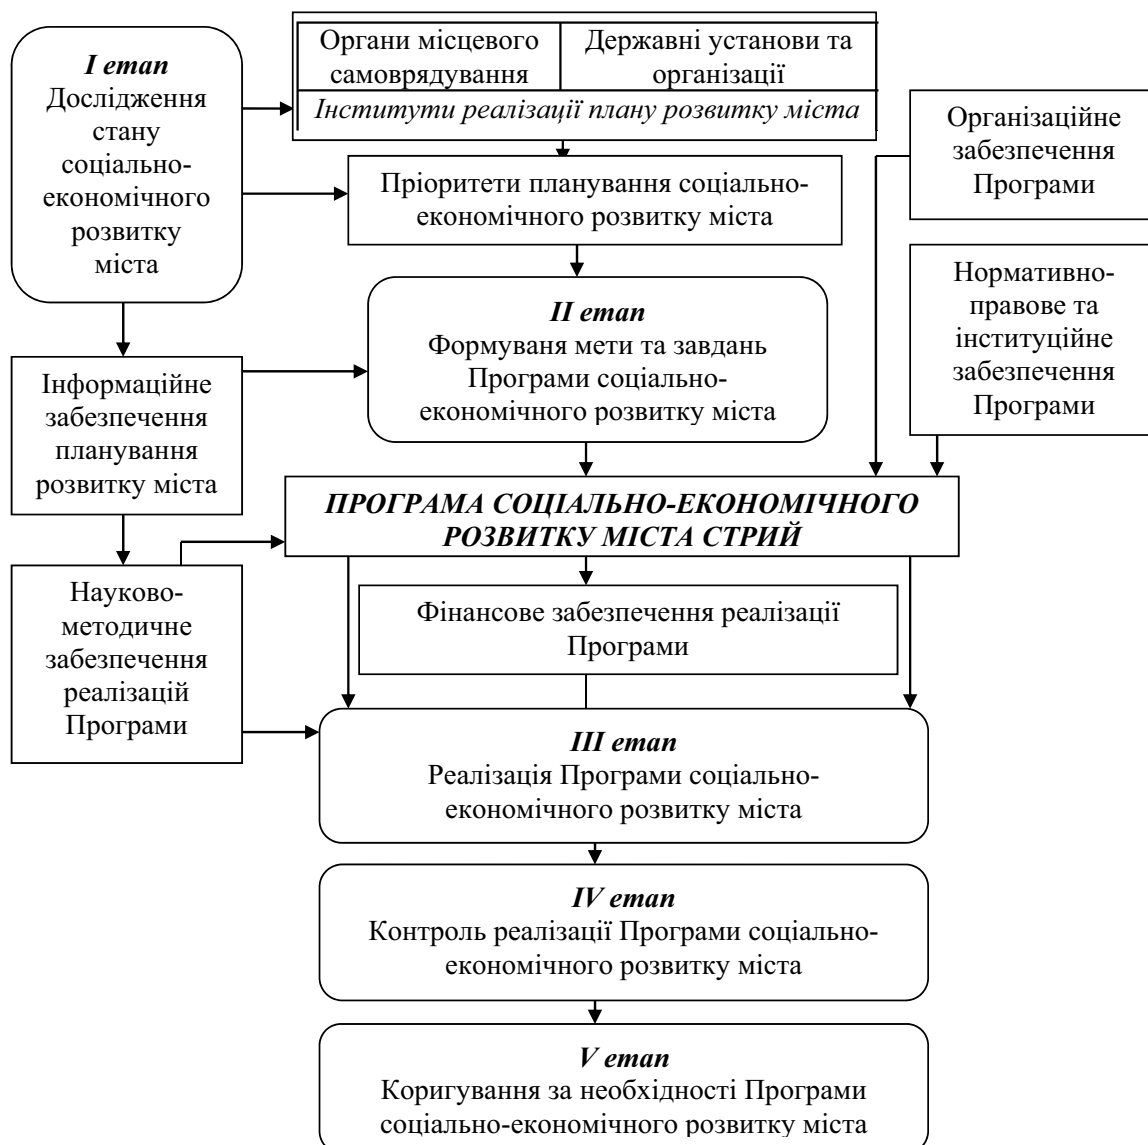 I етап
Дослідження
стану
соціально-
економічного
розвитку
міста
Органи місцевого
самоврядування
Державні установи та
організації
Інститути реалізації плану розвитку міста
Пріоритети планування соціально-
економічного розвитку міста
Організаційне
забезпечення
Програми
Нормативно-
правове та
інституційне
забезпечення
Програми
II етап
Формуваня мети та завдань
Програми соціально-
економічного розвитку міста
Інформаційне
забезпечення
планування
розвитку міста
ПРОГРАМА СОЦІАЛЬНО-ЕКОНОМІЧНОГО
РОЗВИТКУ МІСТА СТРИЙ
Науково-
методичне
забезпечення
реалізацій
Програми
Фінансове забезпечення реалізації
Програми
III етап
Реалізація Програми соціально-
економічного розвитку міста
IV етап
Контроль реалізації Програми соціально-
економічного розвитку міста
V етап
Коригування за необхідності Програми
соціально-економічного розвитку міста